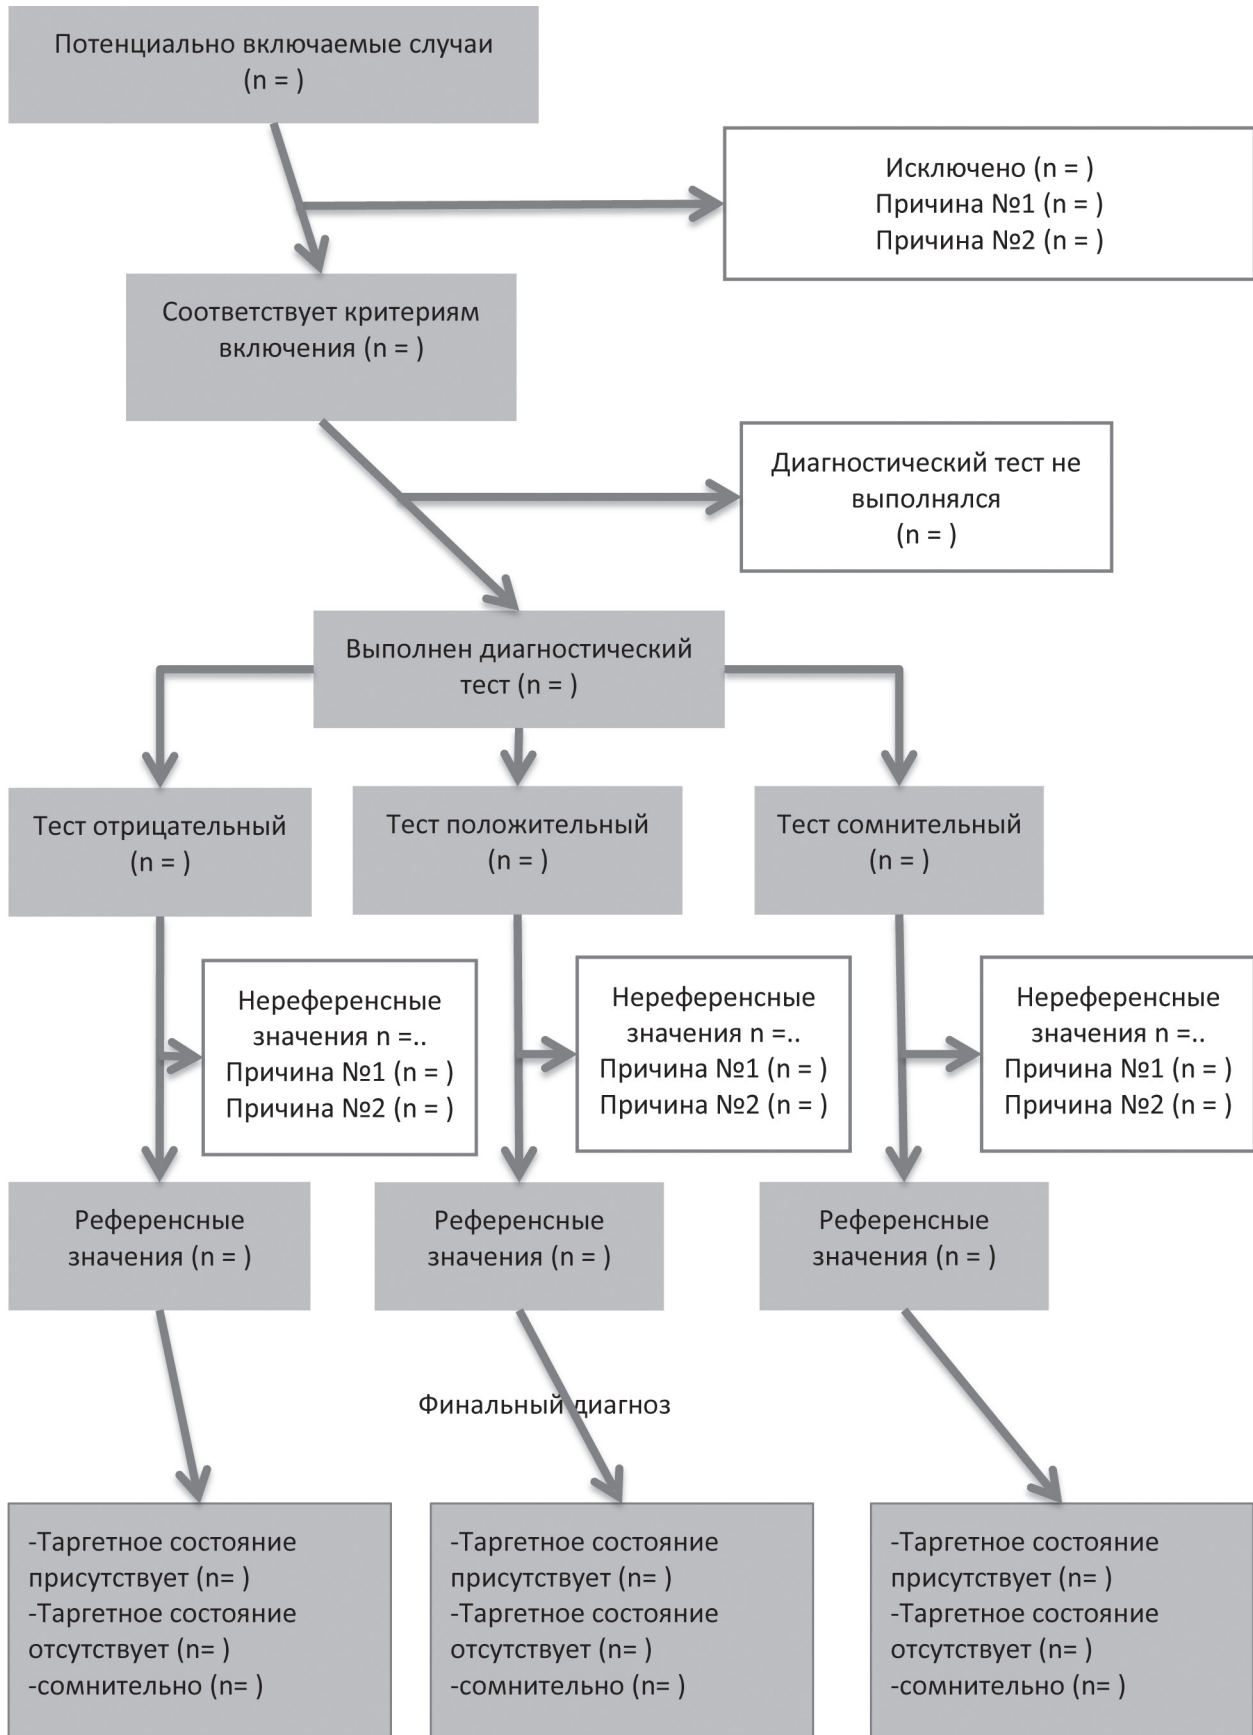 Потенциально включаемые случаи
(n = )
Исключено (n = )
Причина №1 (n = )
Причина №2 (n = )
Соответствует критериям
включения (n = )
Диагностический тест не
выполнялся
(n = )
Выполнен диагностический
тест (n = )
Тест отрицательный
(n = )
Тест положительный
(n = )
Тест сомнительный
(n = )
Нереференсные
значения n =..
Причина №1 (n = )
Причина №2 (n = )
Нереференсные
значения n =..
Причина №1 (n = )
Причина №2 (n = )
Нереференсные
значения n =..
Причина №1 (n = )
Причина №2 (n = )
Референсные
значения (n = )
Референсные
значения (n = )
Референсные
значения (n = )
Финальный диагноз
-Таргетное состояние
присутствует (n= )
-Таргетное состояние
отсутствует (n= )
-сомнительно (n= )
-Таргетное состояние
присутствует (n= )
-Таргетное состояние
отсутствует (n= )
-сомнительно (n= )
-Таргетное состояние
присутствует (n= )
-Таргетное состояние
отсутствует (n= )
-сомнительно (n= )